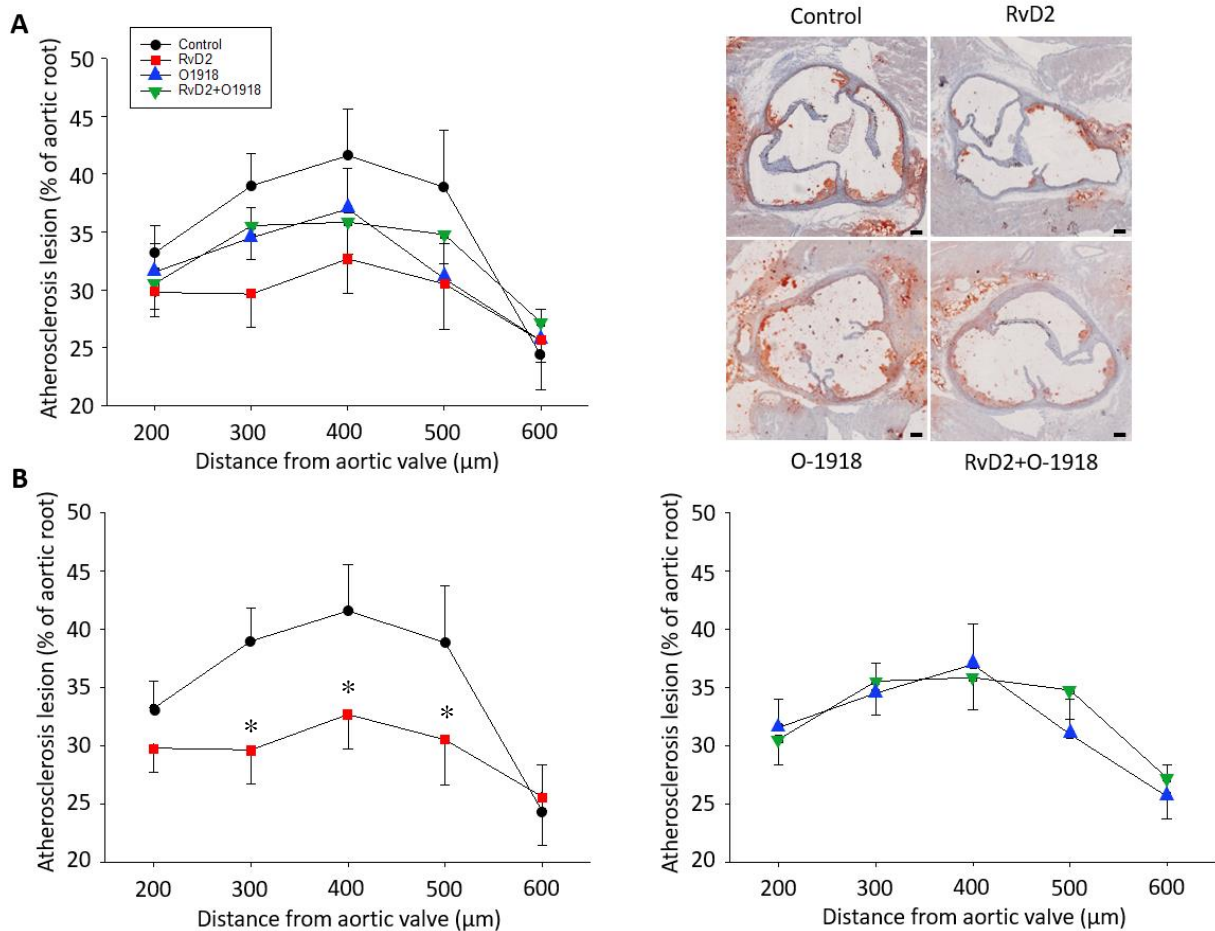 A
Control
RvD2
O1918
RvD2+O1918
Atherosclerosis lesion (% of aortic root)
50
45
40
35
30
25
20
200 300 400 500 600
Distance from aortic valve (µm)
Control RvD2
O-1918 RvD2+O-1918
B
Atherosclerosis lesion (% of aortic root)
50
45
40
35
30
25
20
*
*
*
200 300 400 500 600
Distance from aortic valve (µm)
Atherosclerosis lesion (% of aortic root)
50
45
40
35
30
25
20
200 300 400 500 600
Distance from aortic valve (µm)